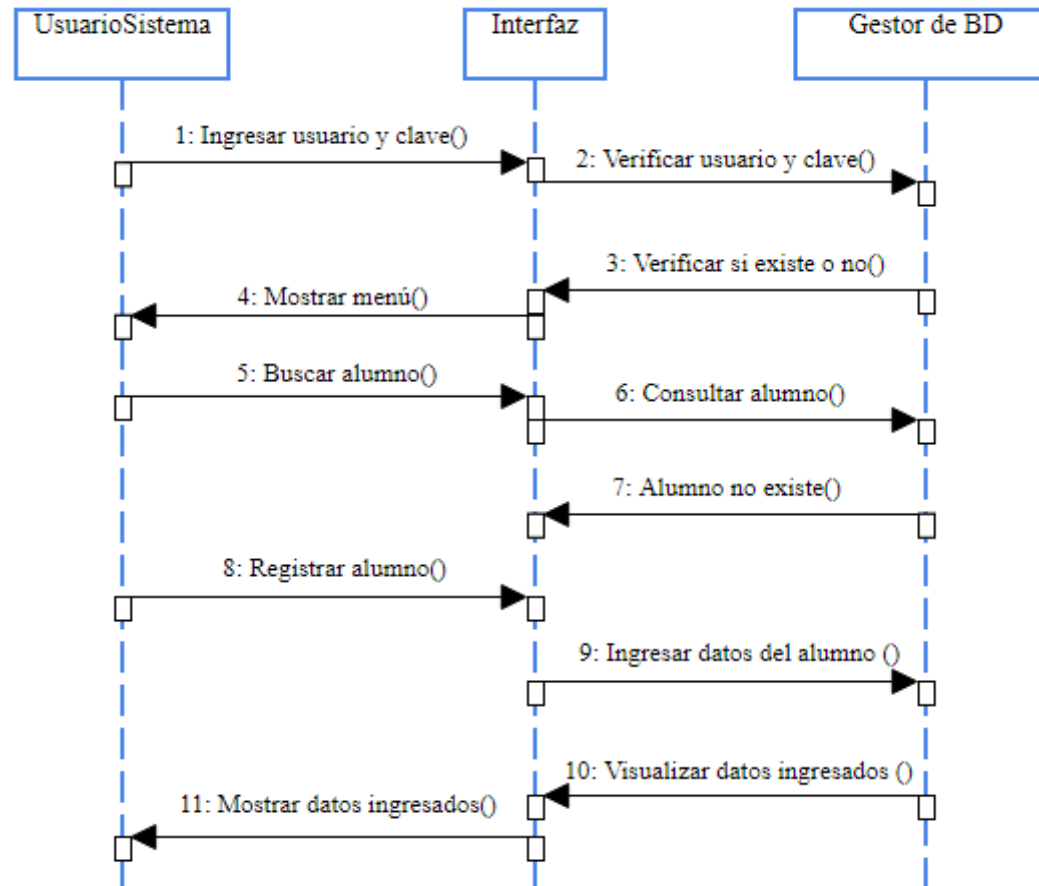 UsuarioSistema
Interfaz
Gestor de BD
1: Ingresar usuario y clave()
2: Verificar usuario y clave()
3: Verificar si existe o no()
4: Mostrar menú()
5: Buscar alumno()
6: Consultar alumno()
7: Alumno no existe()
8: Registrar alumno()
9: Ingresar datos del alumno ()
10: Visualizar datos ingresados ()
11: Mostrar datos ingresados()